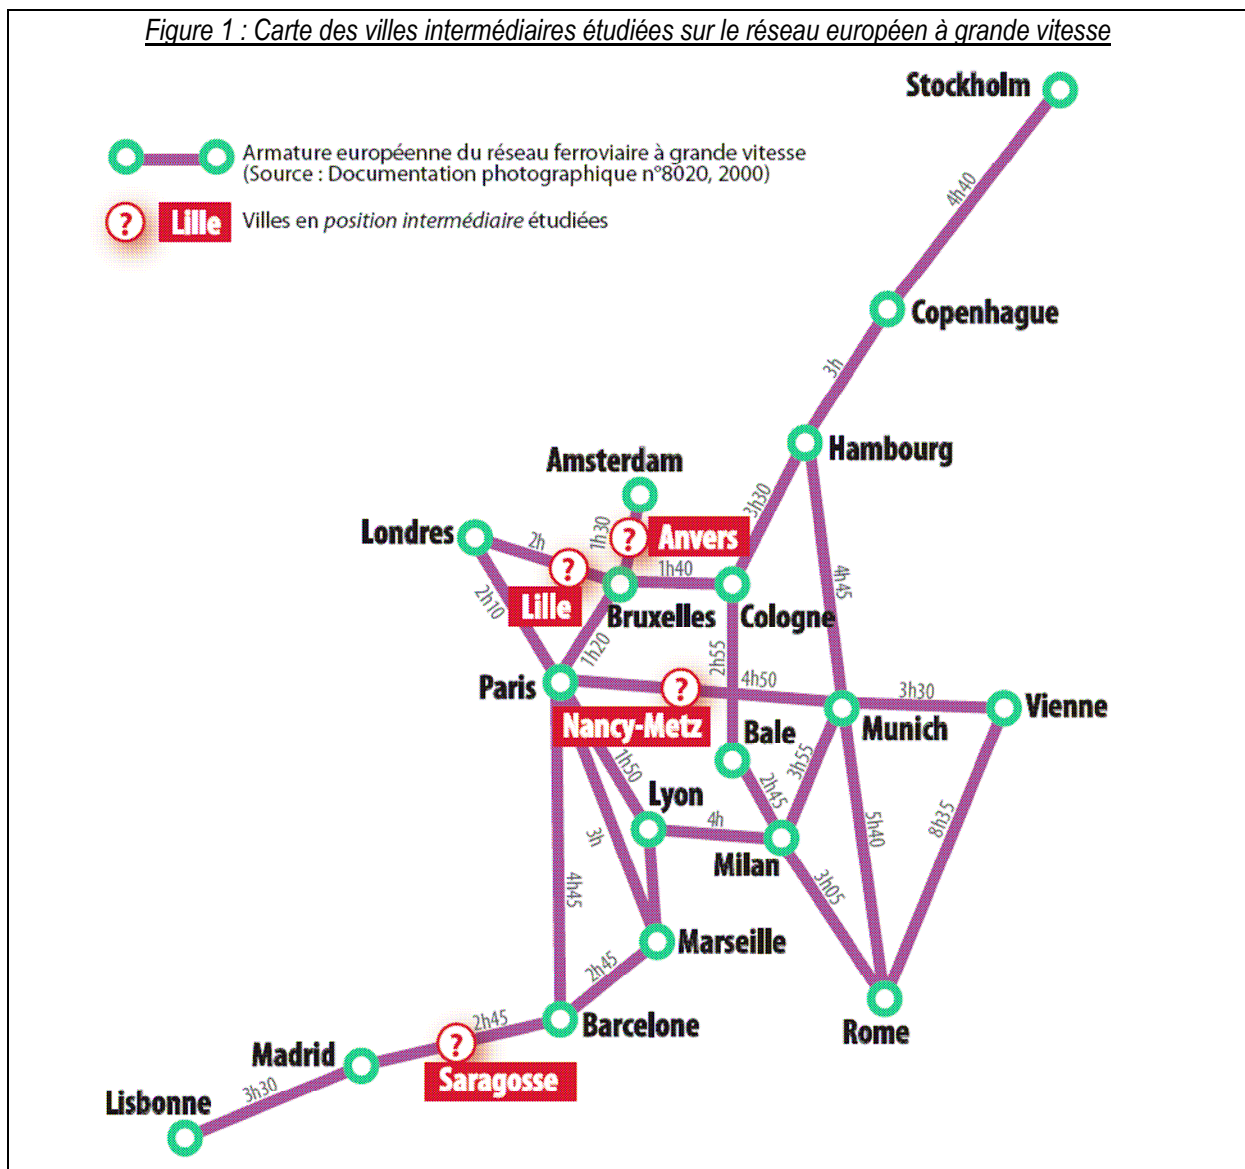 Figure 1 : Carte des villes intermédiaires étudiées sur le réseau européen à grande vitesse
Stockholm
Armature européenne du réseau ferroviaire à grande vitesse
(Source : Documentation photographique n°8020, 2000)
?
Lille
Villes en position intermédiaire étudiées
4h40
Copenhague
3h
Hambourg
Amsterdam
3h30
Londres
2h
1h30
?
Anvers
?
1h40
4h45
2h10
Lille
Bruxelles
Cologne
1h20
2h55
Paris
?
4h50
3h30
Vienne
Nancy-Metz
Bale
Munich
1h50
2h45
3h55
Lyon
4h
5h40
8h35
3h
Milan
3h05
4h45
Marseille
2h45
Rome
2h45
Barcelone
?
Madrid
Saragosse
3h30
Lisbonne